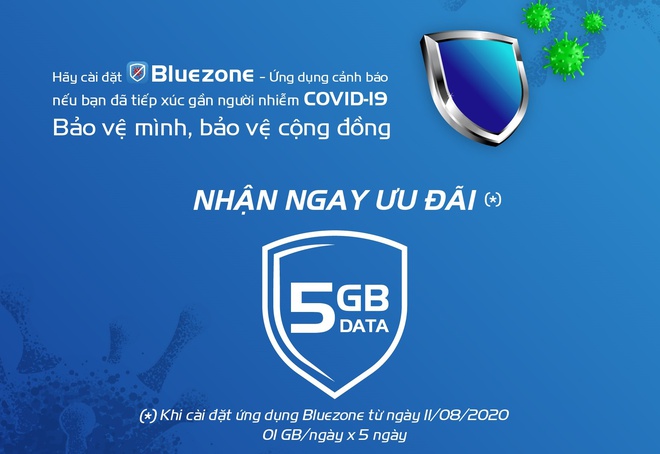 Hãy cài đặt Bluezone - Ứng dụng cảnh báo
nếu bạn đã tiếp xúc gần người nhiễm COVID-19
Bảo vệ mình, bảo vệ cộng đồng
NHẬN NGAY ƯU ĐÃI (*)
5GB
DATA
(*) Khi cài đặt ứng dụng Bluezone từ ngày 11/08/2020
01 GB/ngày x 5 ngày